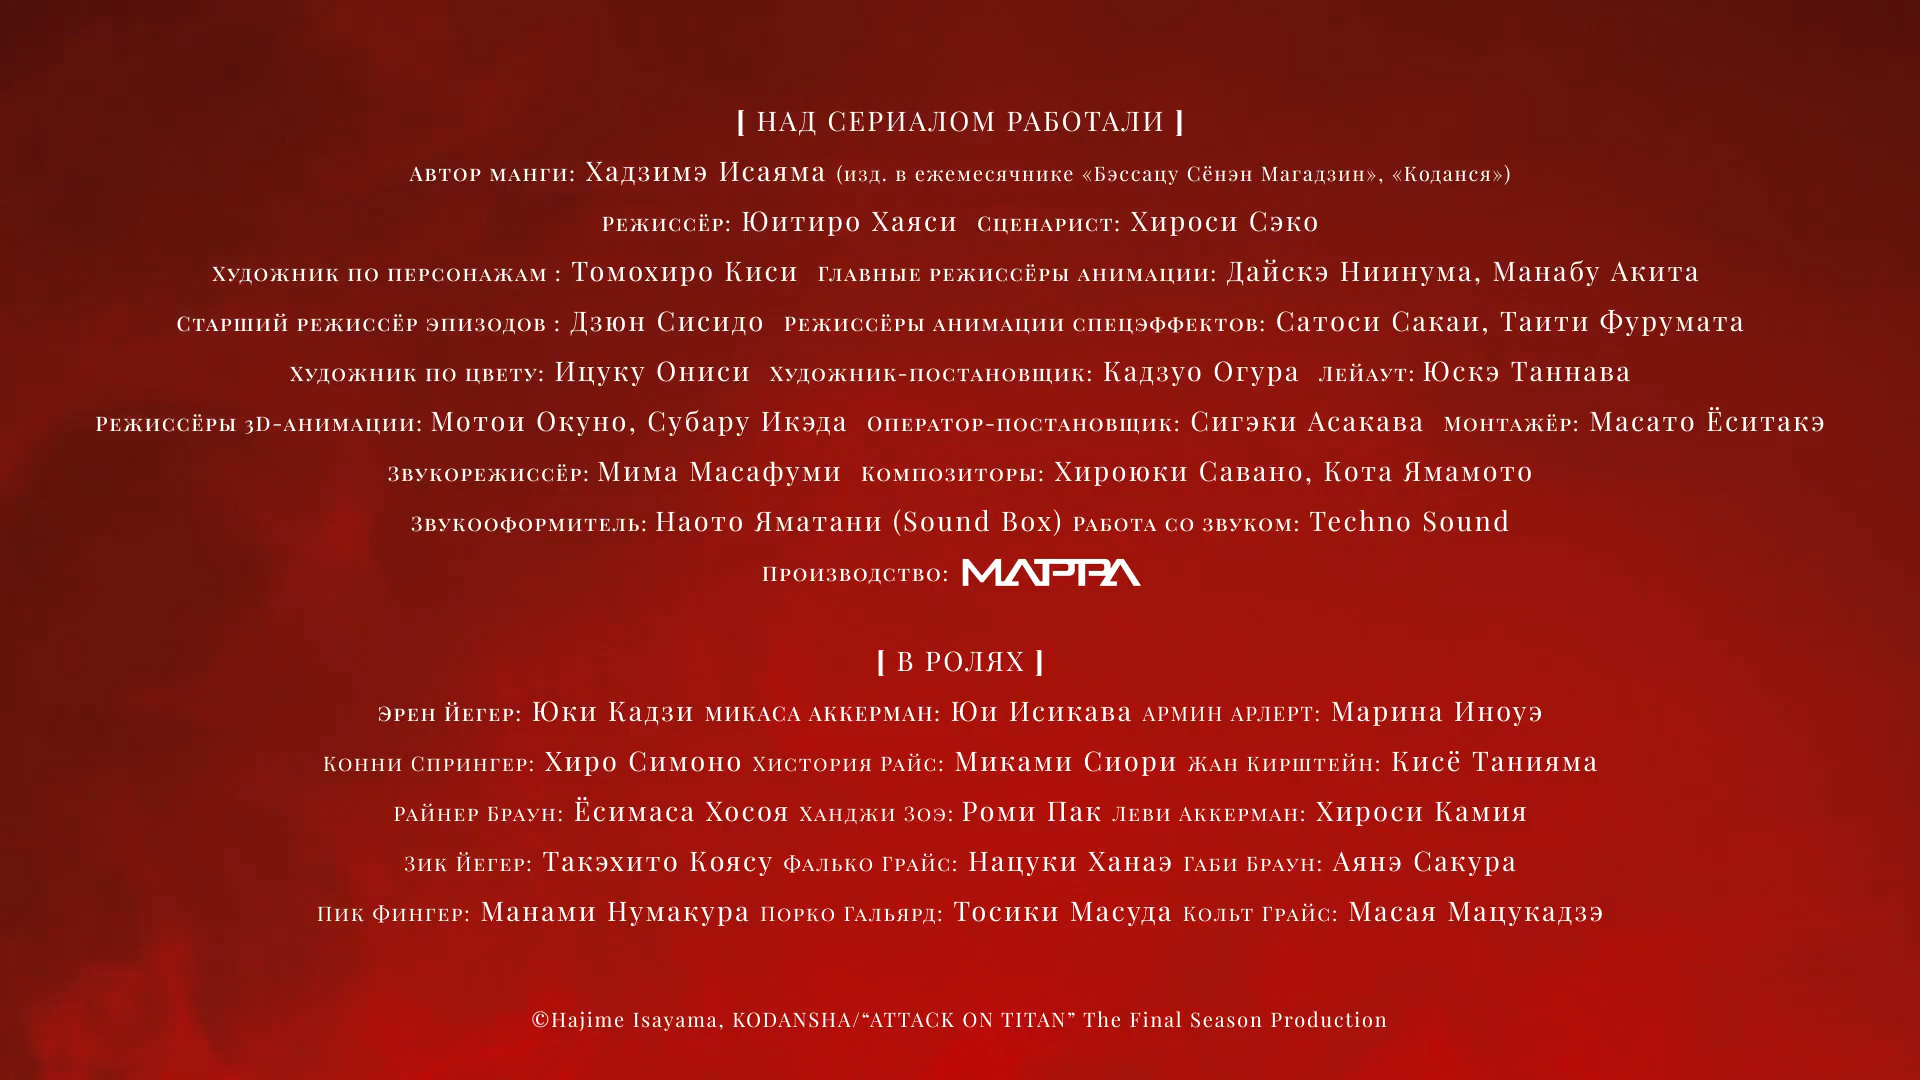 [ НАД СЕРИАЛОМ РАБОТАЛИ ]
Автор манги: Хадзимэ Исаяма (изд. в ежемесячнике «Бэссацу Сёнэн Магадзин», «Коданся»)
Режиссёр: Юитиро Хаяси Сценарист: Хироси Сэко
Художник по персонажам : Томохиро Киси Главные режиссёры анимации: Дайскэ Ниинума, Манабу Акита
Старший режиссёр эпизодов : Дзюн Сисидо Режиссёры анимации спецэффектов: Сатоси Сакаи, Таити Фурумата
Художник по цвету: Ицуку Ониси Художник-постановщик: Кадзуо Огура лейаут: Юскэ Таннава
Режиссёры 3D-анимации: Мотои Окуно, Субару Икэда Оператор-постановщик: Сигэки Асакава монтажёр: Масато Ёситакэ
Звукорежиссёр: Мима Масафуми композиторы: Хироюки Савано, Кота Ямамото
Звукооформитель: Наото Яматани (Sound Box) Работа со звуком: Techno Sound
Производство: MAPPA
[ В РОЛЯХ ]
Эрен Йегер: Юки Кадзи микаса аккерман: Юи Исикава АРМИН АРЛЕРТ: Марина Иноуэ
Конни Спрингер: Хиро Симоно Хистория Райс: Миками Сиори Жан Кирштейн: Кисё Танияма
Райнер Браун: Ёсимаса Хосоя Ханджи Зоэ: Роми Пак Леви Аккерман: Хироси Камия
Зик Йегер: Такэхито Коясу Фалько Грайс: Нацуки Ханаэ Габи Браун: Аянэ Сакура
Пик Фингер: Манами Нумакура Порко Гальярд: Тосики Масуда Кольт Грайс: Масая Мацукадзэ
©Hajime Isayama, KODANSHA/“ATTACK ON TITAN” The Final Season Production